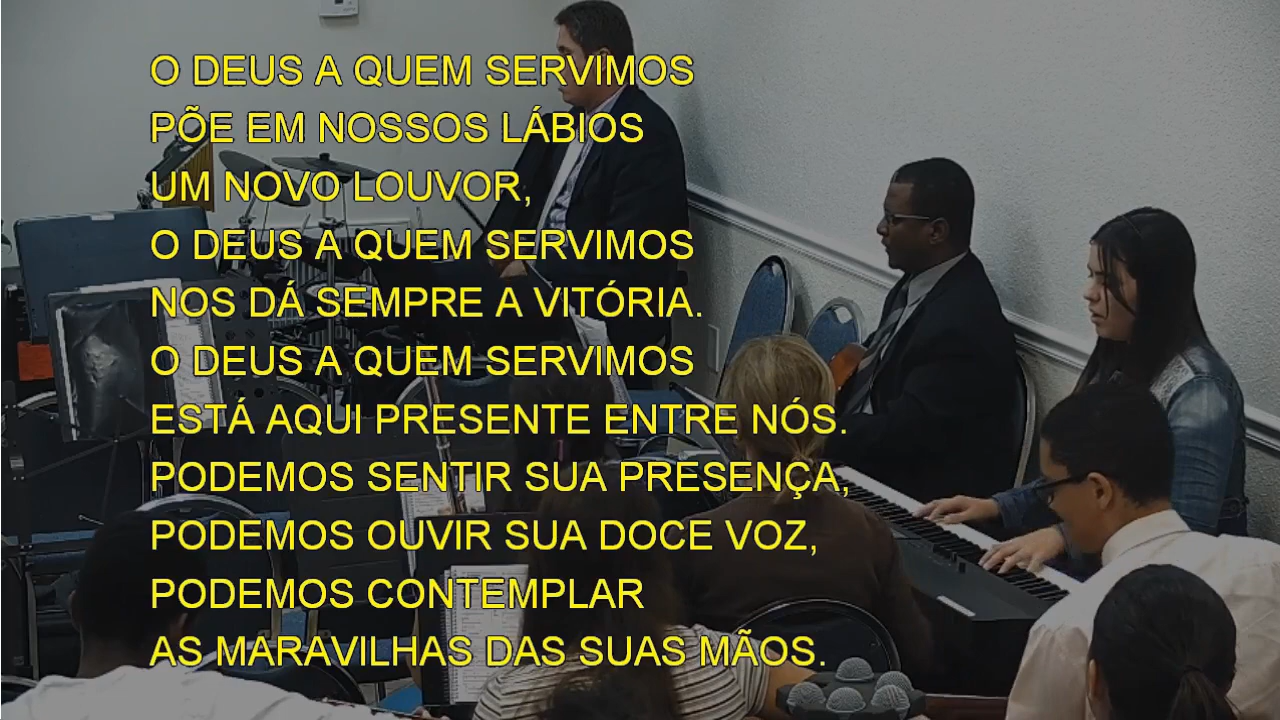 O DEUS A QUEM SERVIMOS
PÕE EM NOSSOS LÁBIOS
UM NOVO LOUVOR,
O DEUS A QUEM SERVIMOS
NOS DÁ SEMPRE A VITÓRIA.
O DEUS A QUEM SERVIMOS
ESTÁ AQUI PRESENTE ENTRE NÓS.
PODEMOS SENTIR SUA PRESENÇA,
PODEMOS OUVIR SUA DOCE VOZ,
PODEMOS CONTEMPLAR
AS MARAVILHAS DAS SUAS MÃOS.